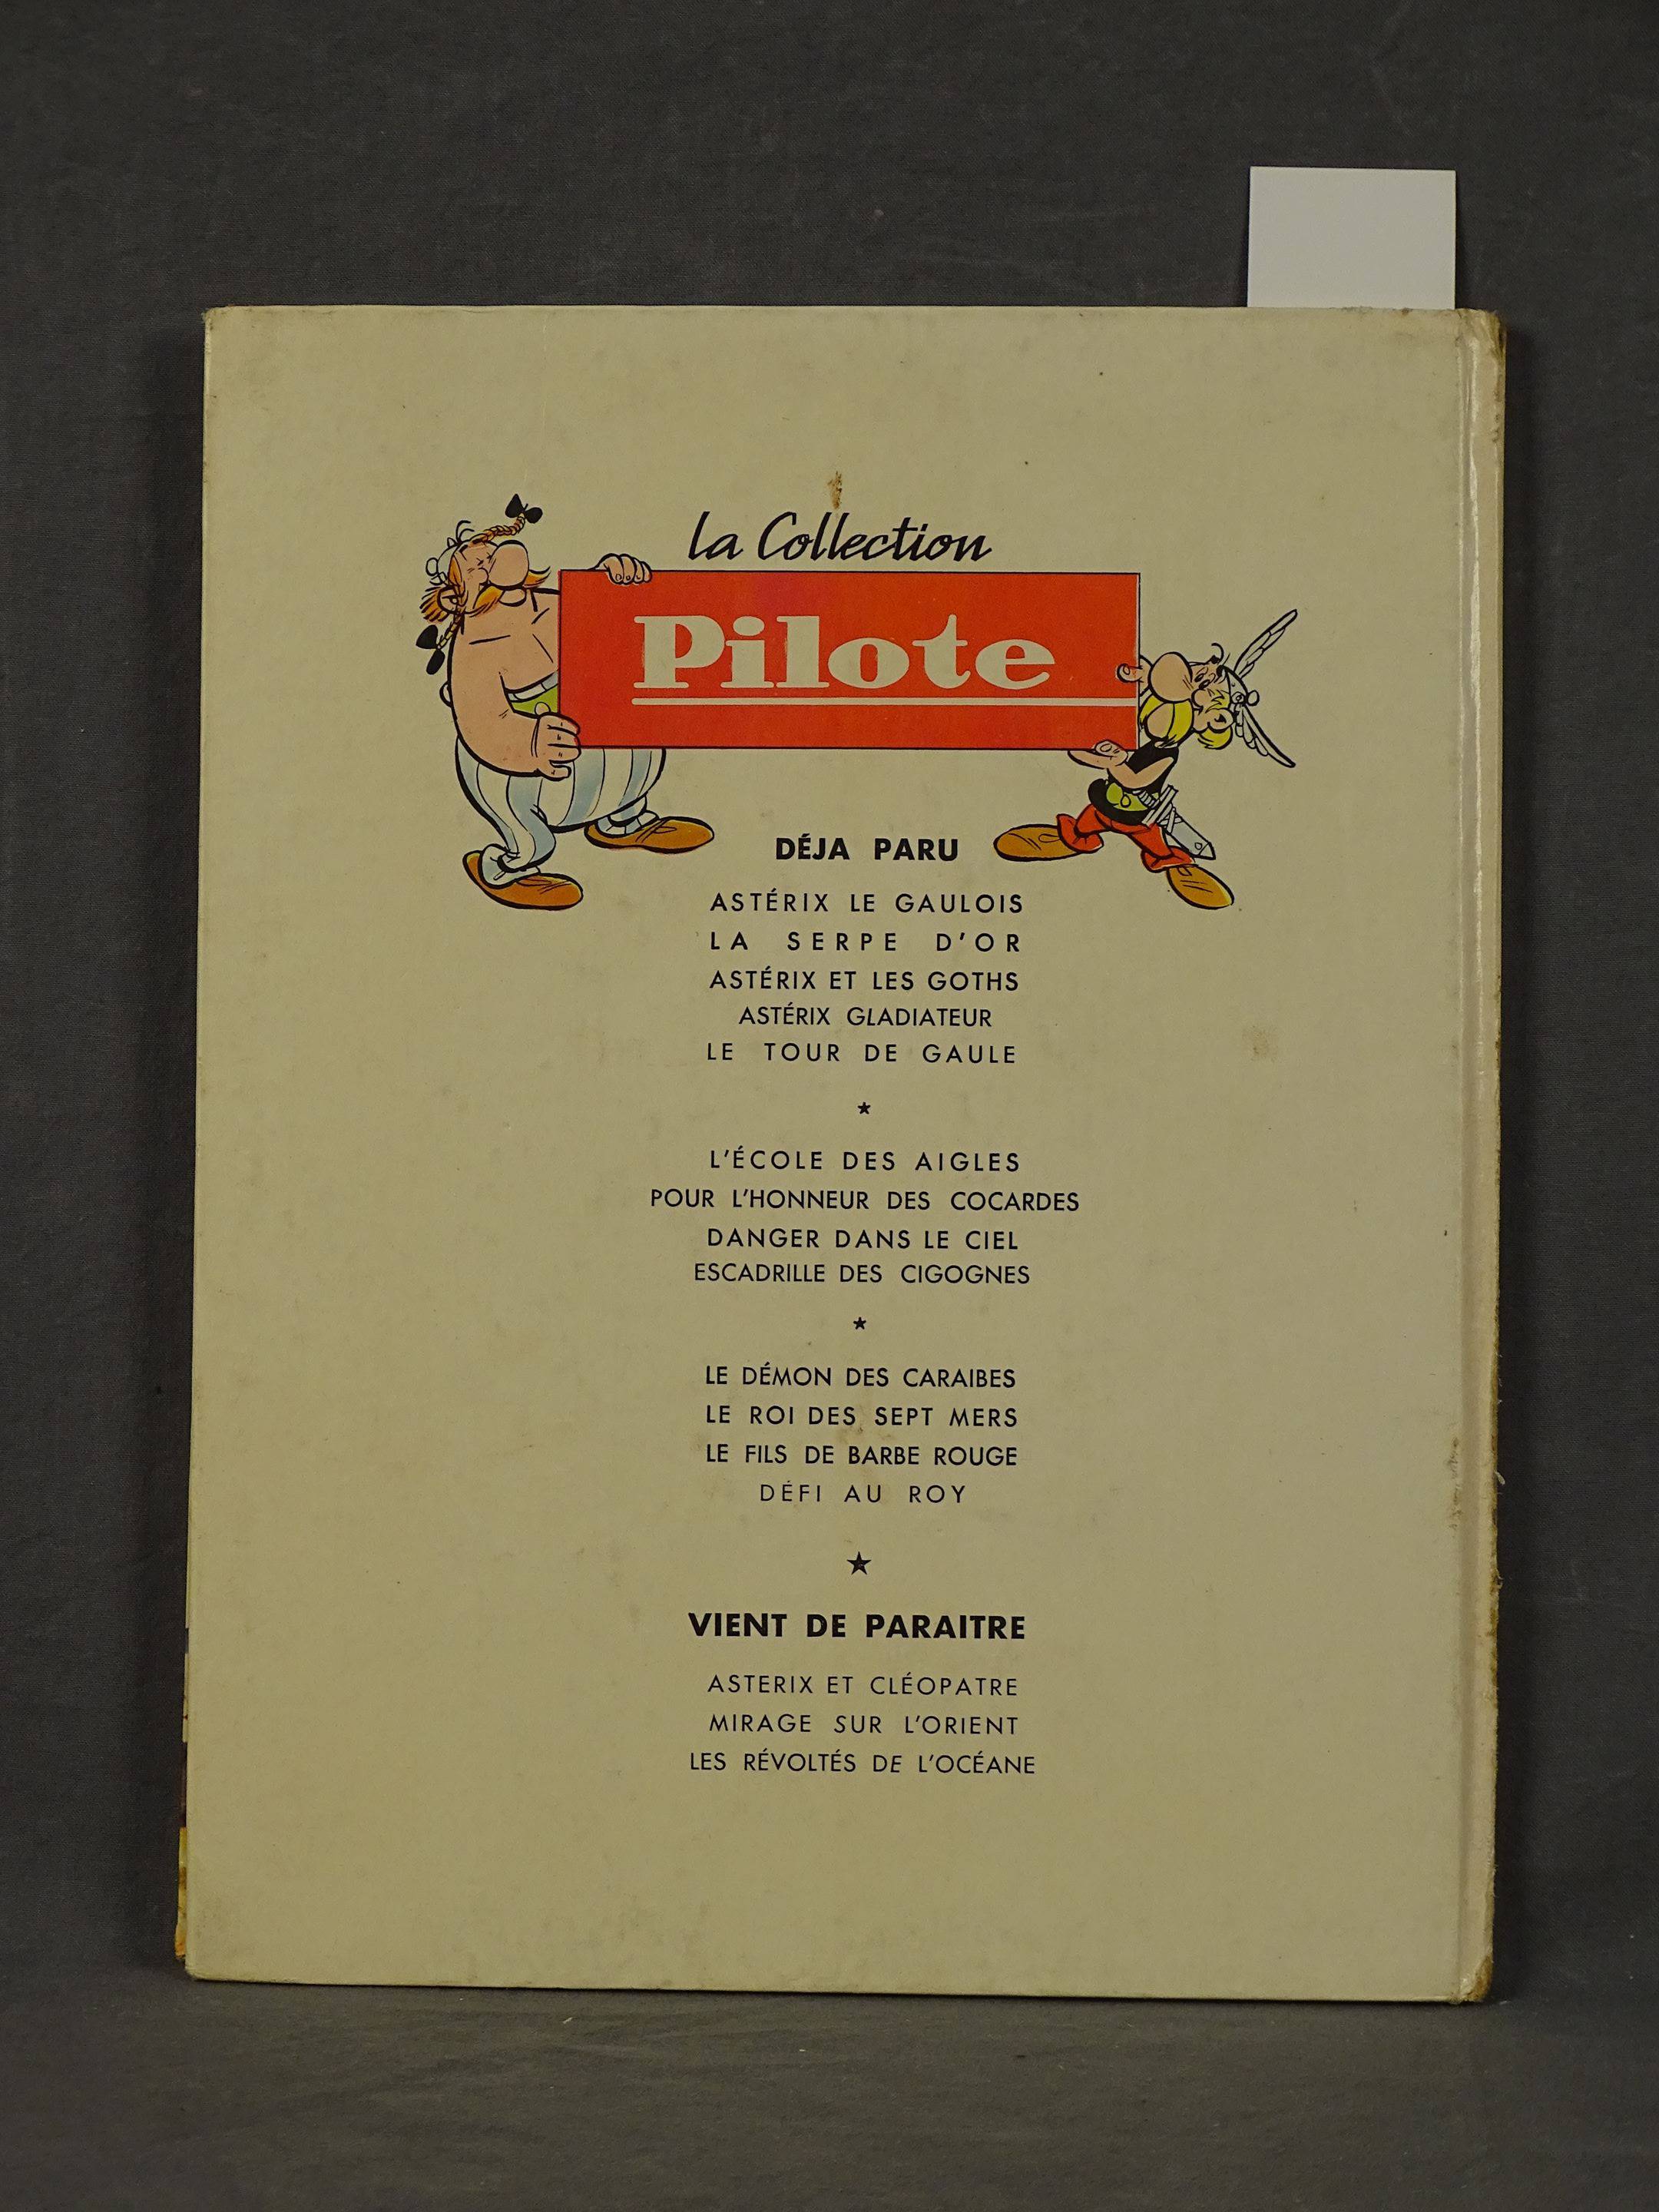 la Collection
Pilote
DÉJA PARU
ASTÉRIX LE GAULOIS
LA SERPE D'OR
ASTÉRIX ET LES GOTHS
ASTÉRIX GLADIATEUR
LE TOUR DE GAULE
★
L'ÉCOLE DES AIGLES
POUR L'HONNEUR DES COCARDES
DANGER DANS LE CIEL
ESCADRILLE DES CIGOGNES
★
LE DÉMON DES CARAIBES
LE ROI DES SEPT MERS
LE FILS DE BARBE ROUGE
DÉFI AU ROY
★
VIENT DE PARAITRE
ASTERIX ET CLÉOPATRE
MIRAGE SUR L'ORIENT
LES RÉVOLTÉS DE L'OCÉANE